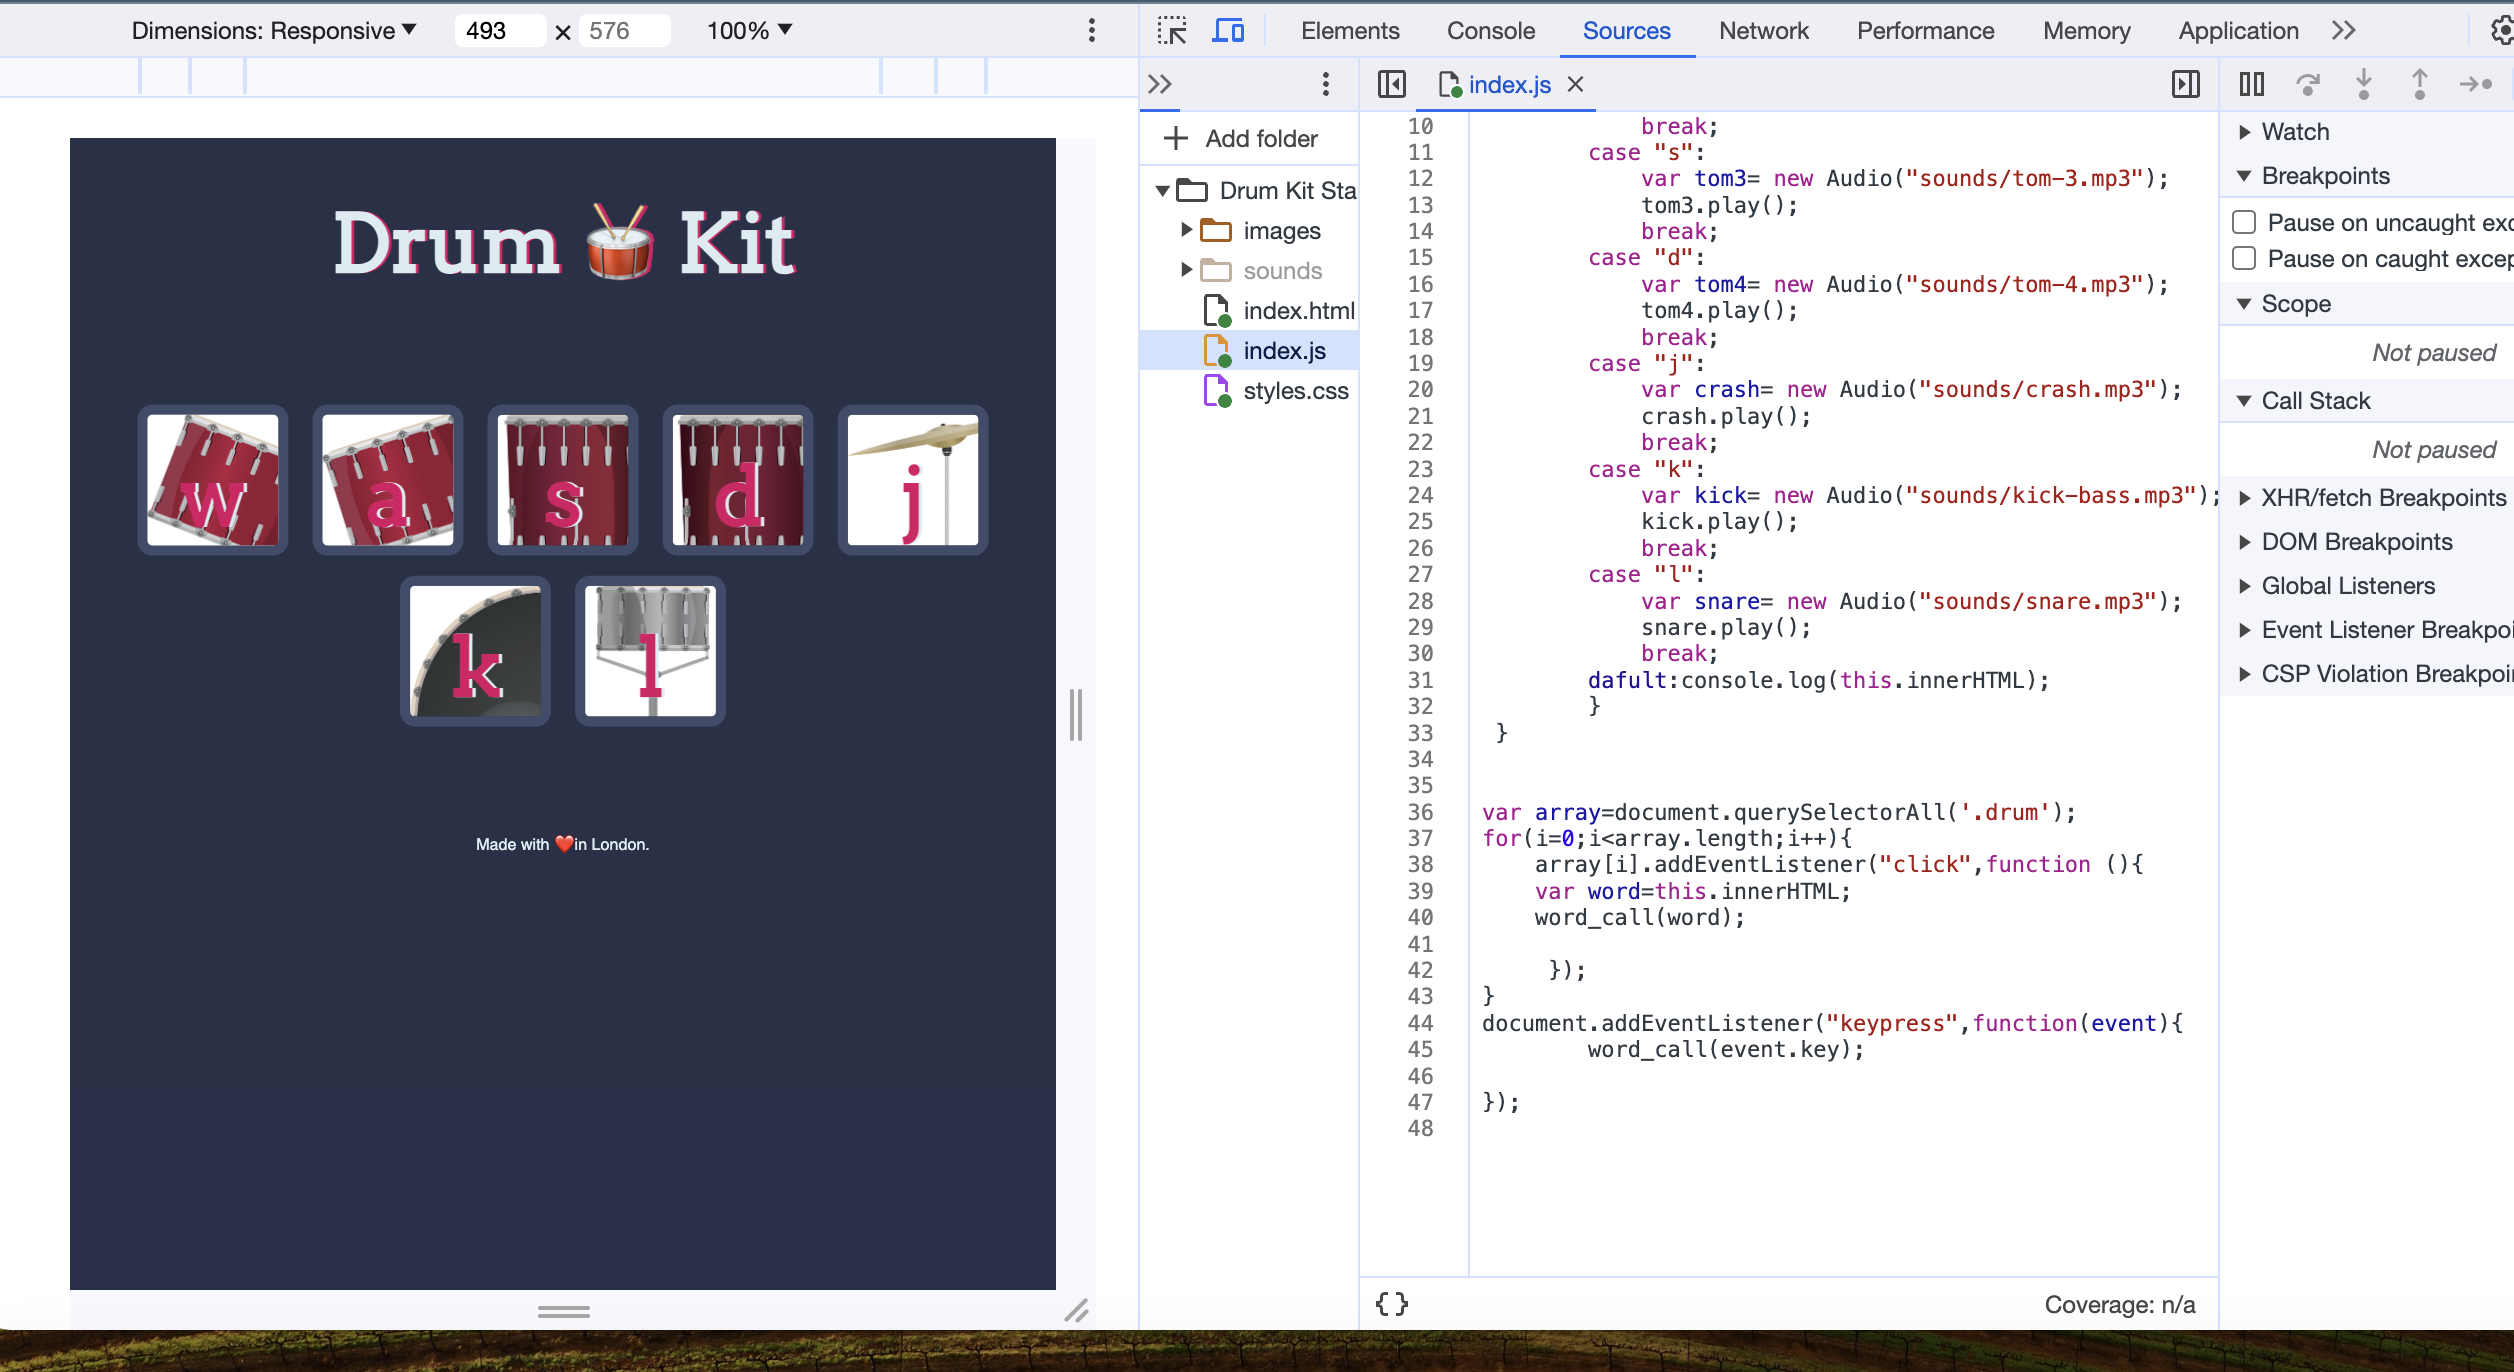 Dimensions: Responsive ▼ 493 × 576 100% ▼
Elements Console Sources Network Performance Memory Application
index.js ×
Add folder
Drum Kit Sta
images
sounds
index.html
index.js
styles.css
Drum 🥁 Kit
w a s d j
k l
Made with ❤️in London.
10 break;
11 case "s":
12 var tom3= new Audio("sounds/tom-3.mp3");
13 tom3.play();
14 break;
15 case "d":
16 var tom4= new Audio("sounds/tom-4.mp3");
17 tom4.play();
18 break;
19 case "j":
20 var crash= new Audio("sounds/crash.mp3");
21 crash.play();
22 break;
23 case "k":
24 var kick= new Audio("sounds/kick-bass.mp3");
25 kick.play();
26 break;
27 case "l":
28 var snare= new Audio("sounds/snare.mp3");
29 snare.play();
30 break;
31 dafult:console.log(this.innerHTML);
32 }
33 }
34
35
36 var array=document.querySelectorAll('.drum');
37 for(i=0;i<array.length;i++){
38 array[i].addEventListener("click",function (){
39 var word=this.innerHTML;
40 word_call(word);
41
42 });
43 }
44 document.addEventListener("keypress",function(event){
45 word_call(event.key);
46
47 });
48
{} Coverage: n/a
Watch
Breakpoints
Pause on uncaught exc
Pause on caught excep
Scope
Not paused
Call Stack
Not paused
XHR/fetch Breakpoints
DOM Breakpoints
Global Listeners
Event Listener Breakpoi
CSP Violation Breakpoin